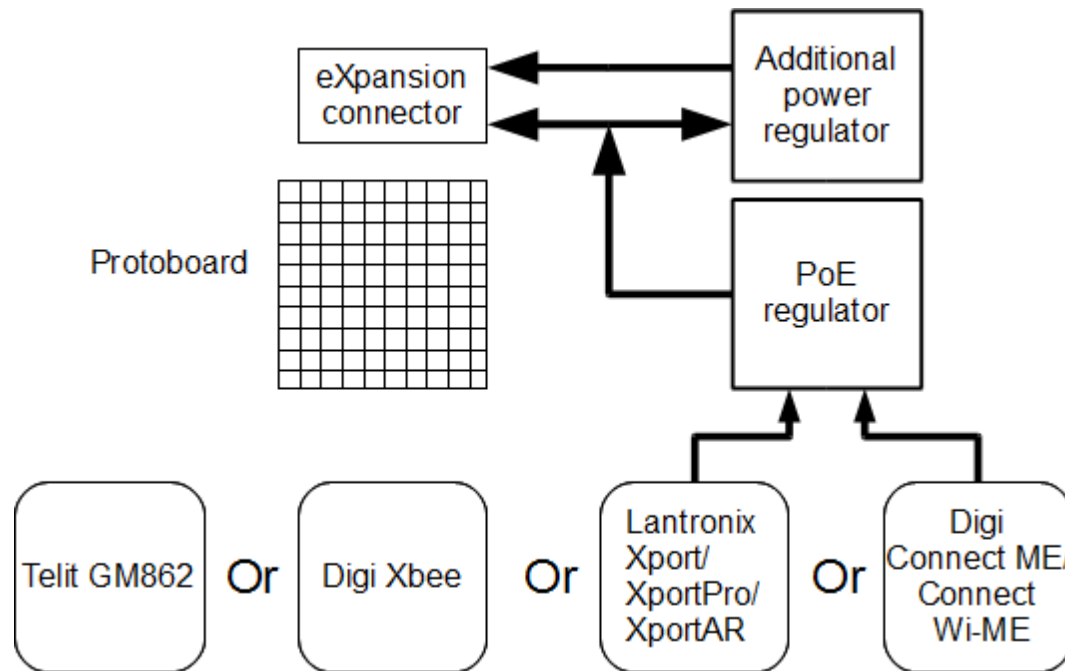 eXpansion
connector
Additional
power
regulator
Protoboard
PoE
regulator
Telit GM862
Or
Digi Xbee
Or
Lantronix
Xport/
XportPro/
XportAR
Or
Digi
Connect ME/
Connect
Wi-ME